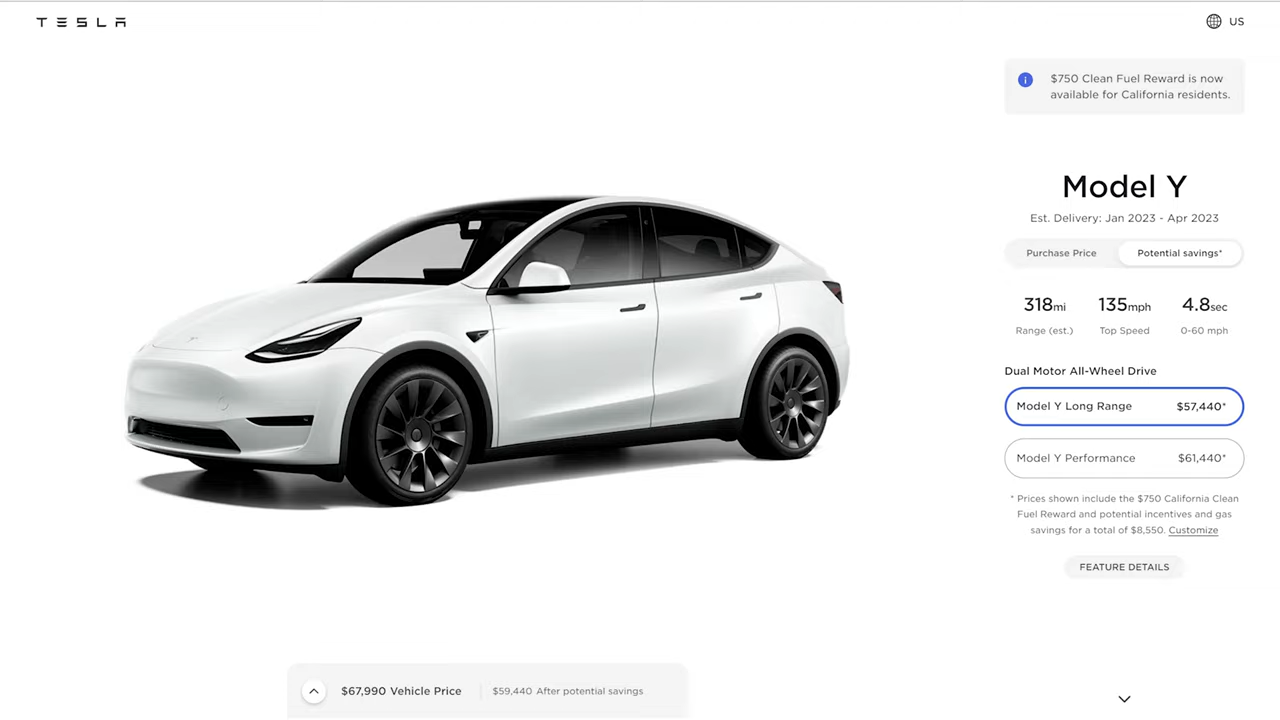 TESLA
US
$750 Clean Fuel Reward is now
available for California residents.
Model Y
Est. Delivery: Jan 2023 - Apr 2023
Purchase Price
Potential savings*
318mi
135mph
4.8sec
Range (est.)
Top Speed
0-60 mph
Dual Motor All-Wheel Drive
Model Y Long Range $57,440*
Model Y Performance $61,440*
* Prices shown include the $750 California Clean
Fuel Reward and potential incentives and gas
savings for a total of $8,550. Customize
FEATURE DETAILS
$67,990 Vehicle Price
$59,440 After potential savings